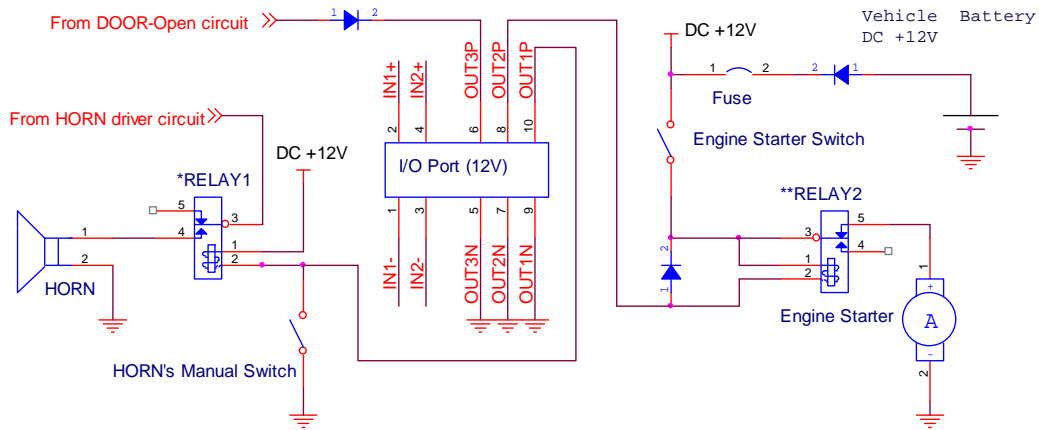 From DOOR-Open circuit
1
2
DC +12V
Vehicle Battery
DC +12V
IN1+
IN2+
OUT3P
OUT2P
OUT1P
1
2
2
1
Fuse
From HORN driver circuit
2
4
6
8
10
Engine Starter Switch
DC +12V
I/O Port (12V)
*RELAY1
**RELAY2
5
3
4
1
2
1
2
HORN
1
3
5
7
9
IN1-
IN2-
OUT3N
OUT2N
OUT1N
2
1
3
5
4
1
2
1
Engine Starter
+
A
-
2
HORN's Manual Switch